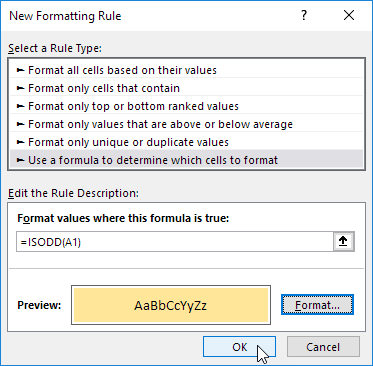 New Formatting Rule
?
Select a Rule Type:
► Format all cells based on their values
► Format only cells that contain
► Format only top or bottom ranked values
► Format only values that are above or below average
► Format only unique or duplicate values
► Use a formula to determine which cells to format
Edit the Rule Description:
Format values where this formula is true:
=ISODD(A1)
Preview:
AaBbCcYyZz
Format...
OK
Cancel